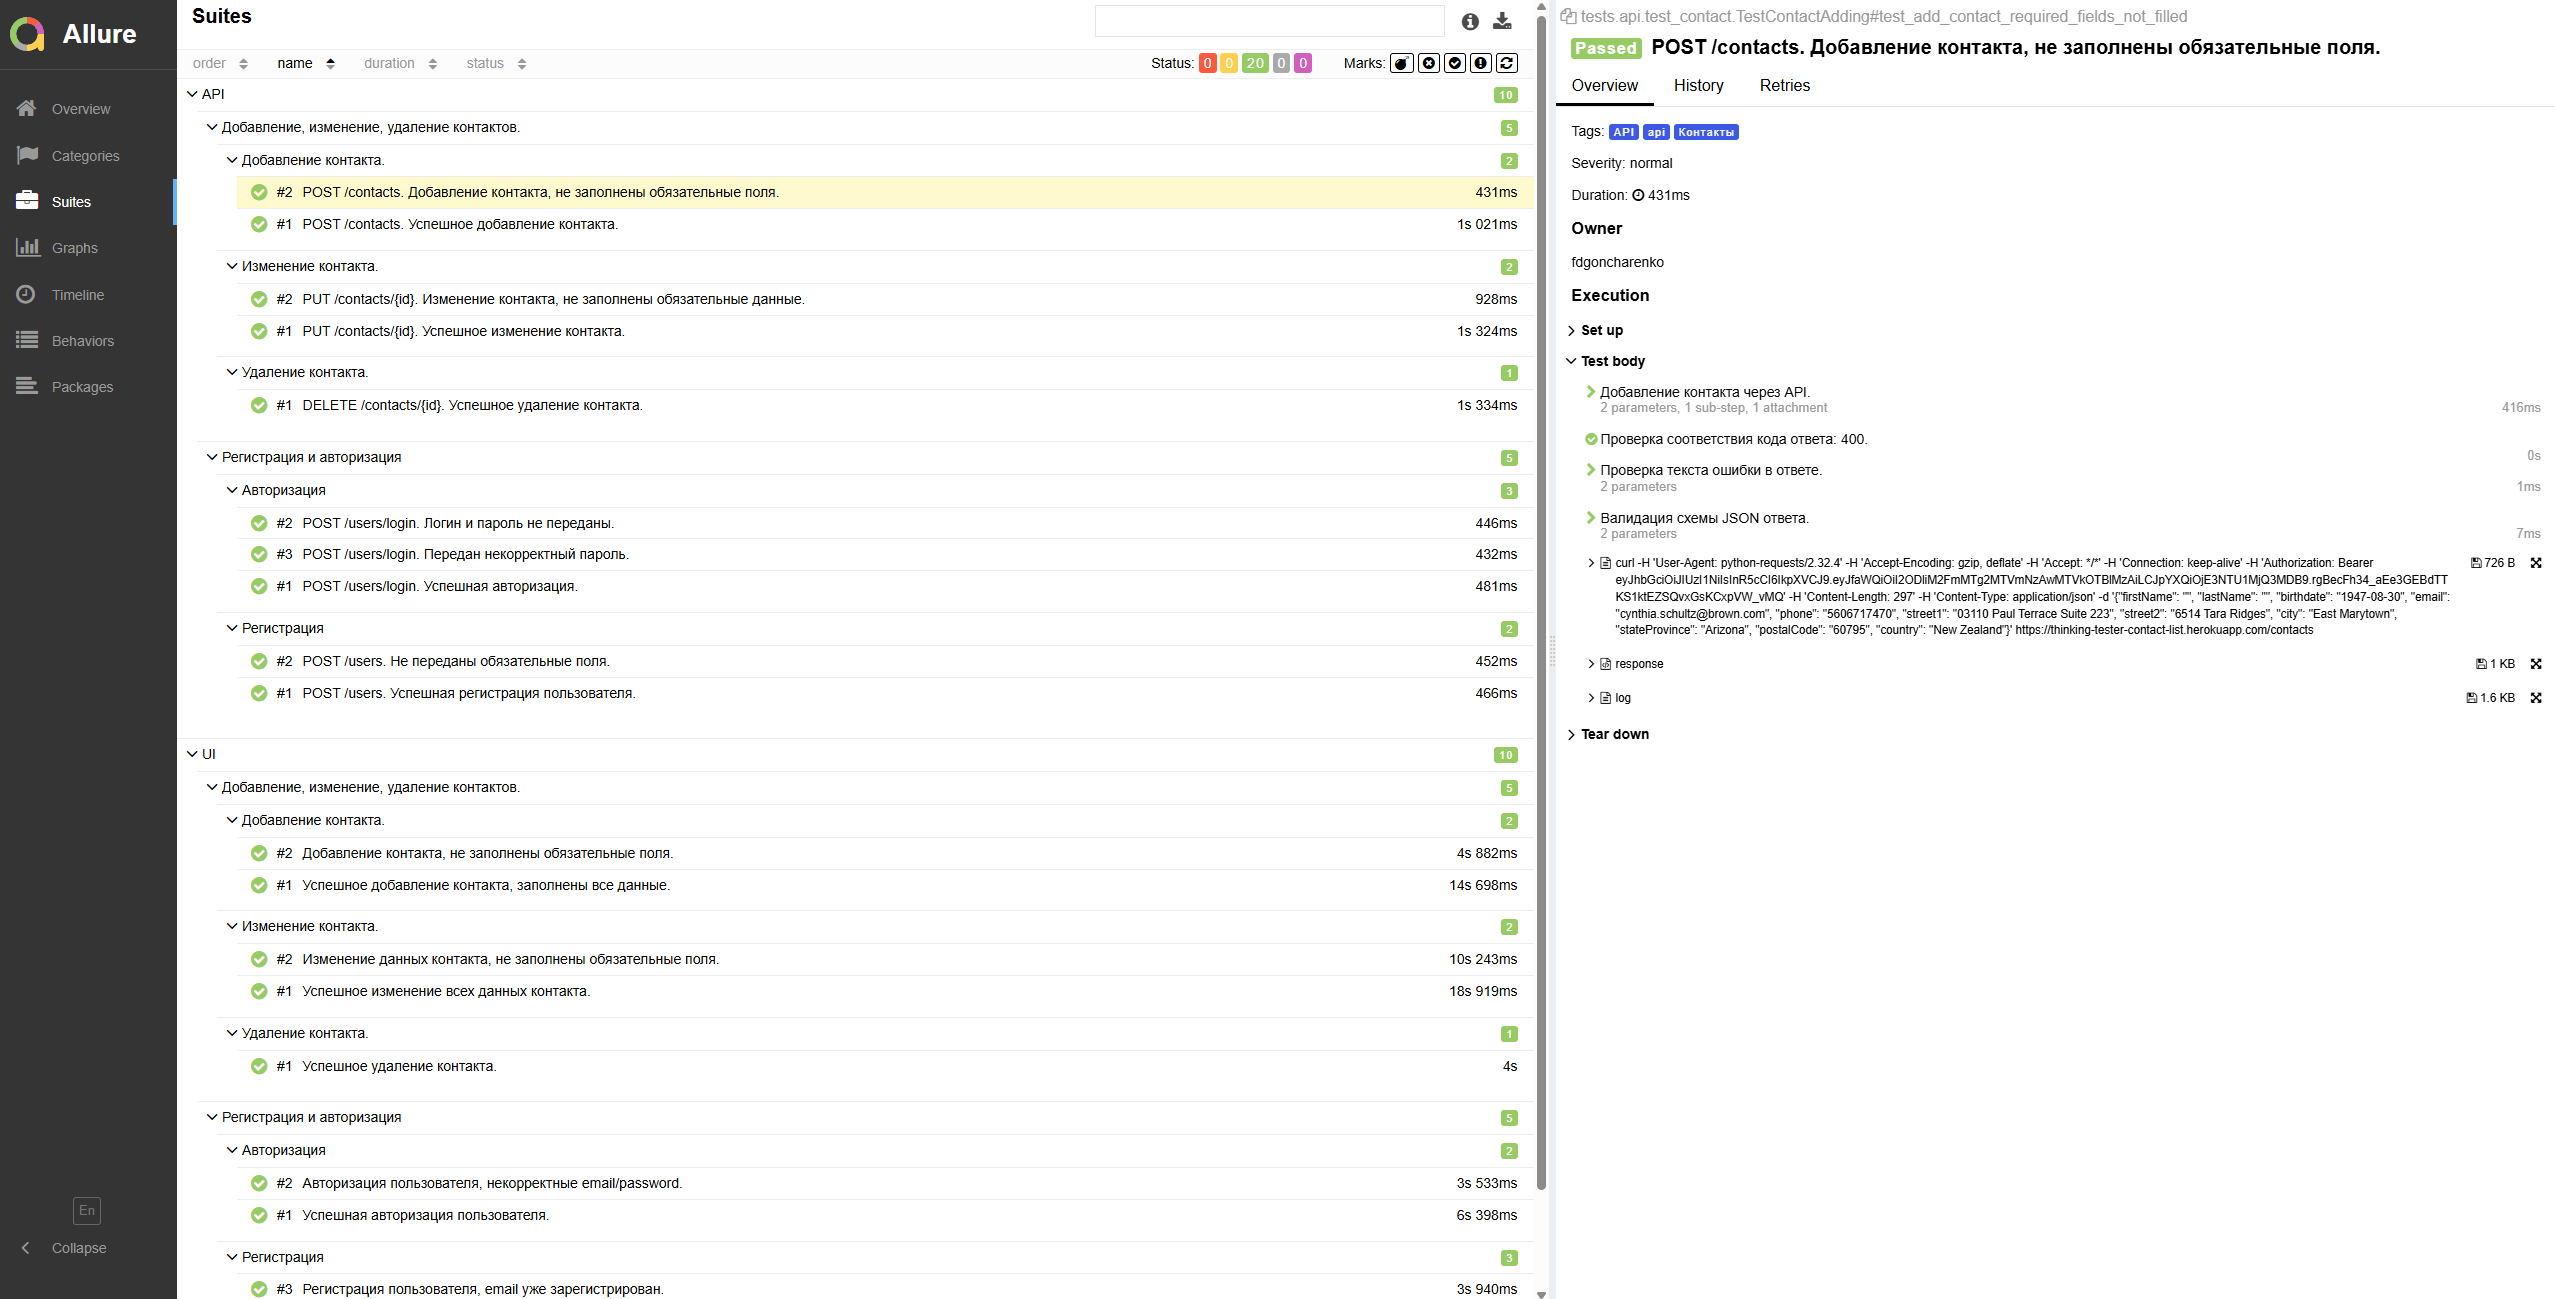 Allure
Overview
Categories
Suites
Graphs
Timeline
Behaviors
Packages
En
Collapse
Suites
order name duration status Status: 0 0 20 0 0 Marks:
API 10
Добавление, изменение, удаление контактов. 5
Добавление контакта. 2
#2 POST /contacts. Добавление контакта, не заполнены обязательные поля. 431ms
#1 POST /contacts. Успешное добавление контакта. 1s 021ms
Изменение контакта. 2
#2 PUT /contacts/{id}. Изменение контакта, не заполнены обязательные данные. 928ms
#1 PUT /contacts/{id}. Успешное изменение контакта. 1s 324ms
Удаление контакта. 1
#1 DELETE /contacts/{id}. Успешное удаление контакта. 1s 334ms
Регистрация и авторизация 5
Авторизация 3
#2 POST /users/login. Логин и пароль не переданы. 446ms
#3 POST /users/login. Передан некорректный пароль. 432ms
#1 POST /users/login. Успешная авторизация. 481ms
Регистрация 2
#2 POST /users. Не переданы обязательные поля. 452ms
#1 POST /users. Успешная регистрация пользователя. 466ms
UI 10
Добавление, изменение, удаление контактов. 5
Добавление контакта. 2
#2 Добавление контакта, не заполнены обязательные поля. 4s 882ms
#1 Успешное добавление контакта, заполнены все данные. 14s 698ms
Изменение контакта. 2
#2 Изменение данных контакта, не заполнены обязательные поля. 10s 243ms
#1 Успешное изменение всех данных контакта. 18s 919ms
Удаление контакта. 1
#1 Успешное удаление контакта. 4s
Регистрация и авторизация 5
Авторизация 2
#2 Авторизация пользователя, некорректные email/password. 3s 533ms
#1 Успешная авторизация пользователя. 6s 398ms
Регистрация 3
#3 Регистрация пользователя, email уже зарегистрирован. 3s 940ms
tests.api.test_contact.TestContactAdding#test_add_contact_required_fields_not_filled
Passed POST /contacts. Добавление контакта, не заполнены обязательные поля.
Overview History Retries
Tags: API api Контакты
Severity: normal
Duration: 431ms
Owner
fdgoncharenko
Execution
Set up
Test body
Добавление контакта через API.
2 parameters, 1 sub-step, 1 attachment 416ms
Проверка соответствия кода ответа: 400.
0s
Проверка текста ошибки в ответе.
2 parameters 1ms
Валидация схемы JSON ответа.
2 parameters 7ms
curl -H 'User-Agent: python-requests/2.32.4' -H 'Accept-Encoding: gzip, deflate' -H 'Accept: */*' -H 'Connection: keep-alive' -H 'Authorization: Bearer 726 B
KS1ktEZSQvxGsKCxpVW_vMQ' -H 'Content-Length: 297' -H 'Content-Type: application/json' -d '{"firstName": "", "lastName": "", "birthdate": "1947-08-30", "email":
"cynthia.schultz@brown.com", "phone": "5606717470", "street1": "03110 Paul Terrace Suite 223", "street2": "6514 Tara Ridges", "city": "East Marytown",
"stateProvince": "Arizona", "postalCode": "60795", "country": "New Zealand"}' https://thinking-tester-contact-list.herokuapp.com/contacts
response 1 KB
log 1.6 KB
Tear down